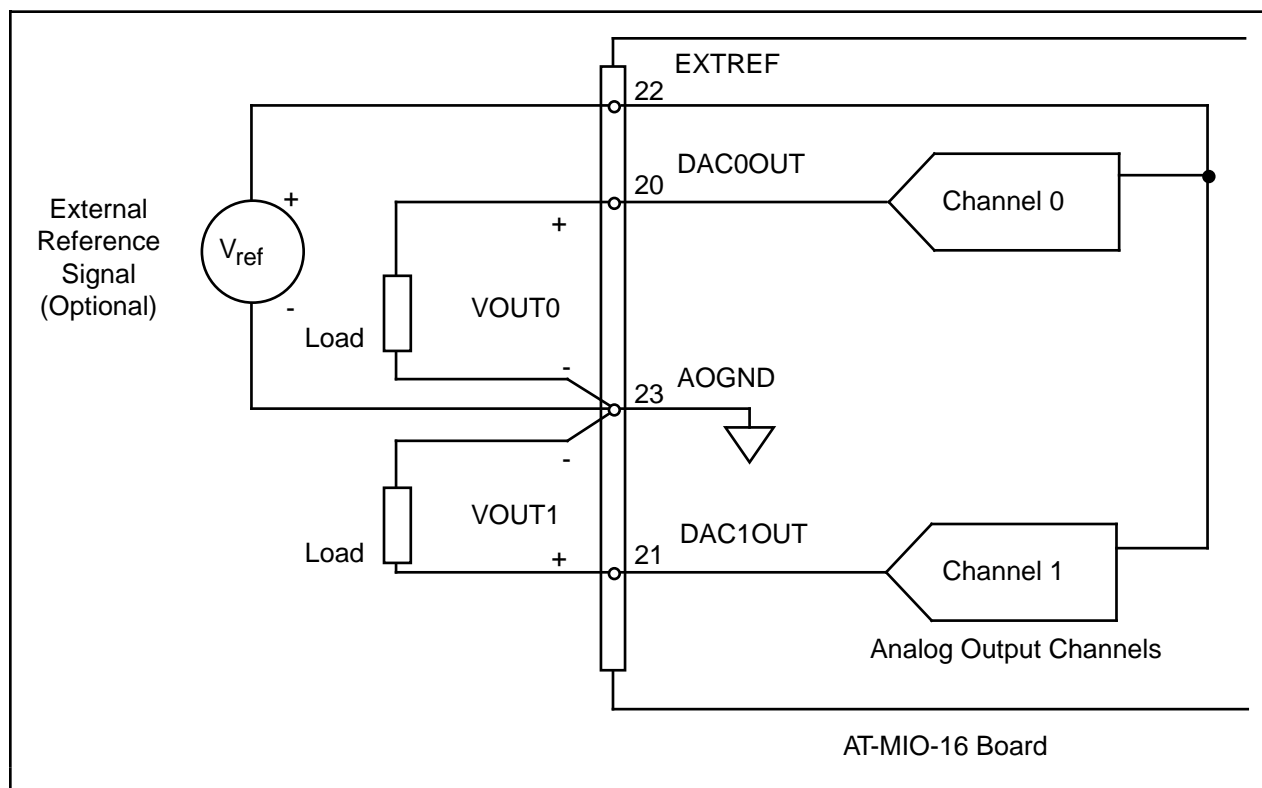 EXTREF
22
DAC0OUT
20
Channel 0
External
Reference
Signal
(Optional)
+
Vref
-
+
VOUT0
Load
-
AOGND
23
-
VOUT1
Load
+
DAC1OUT
21
Channel 1
Analog Output Channels
AT-MIO-16 Board